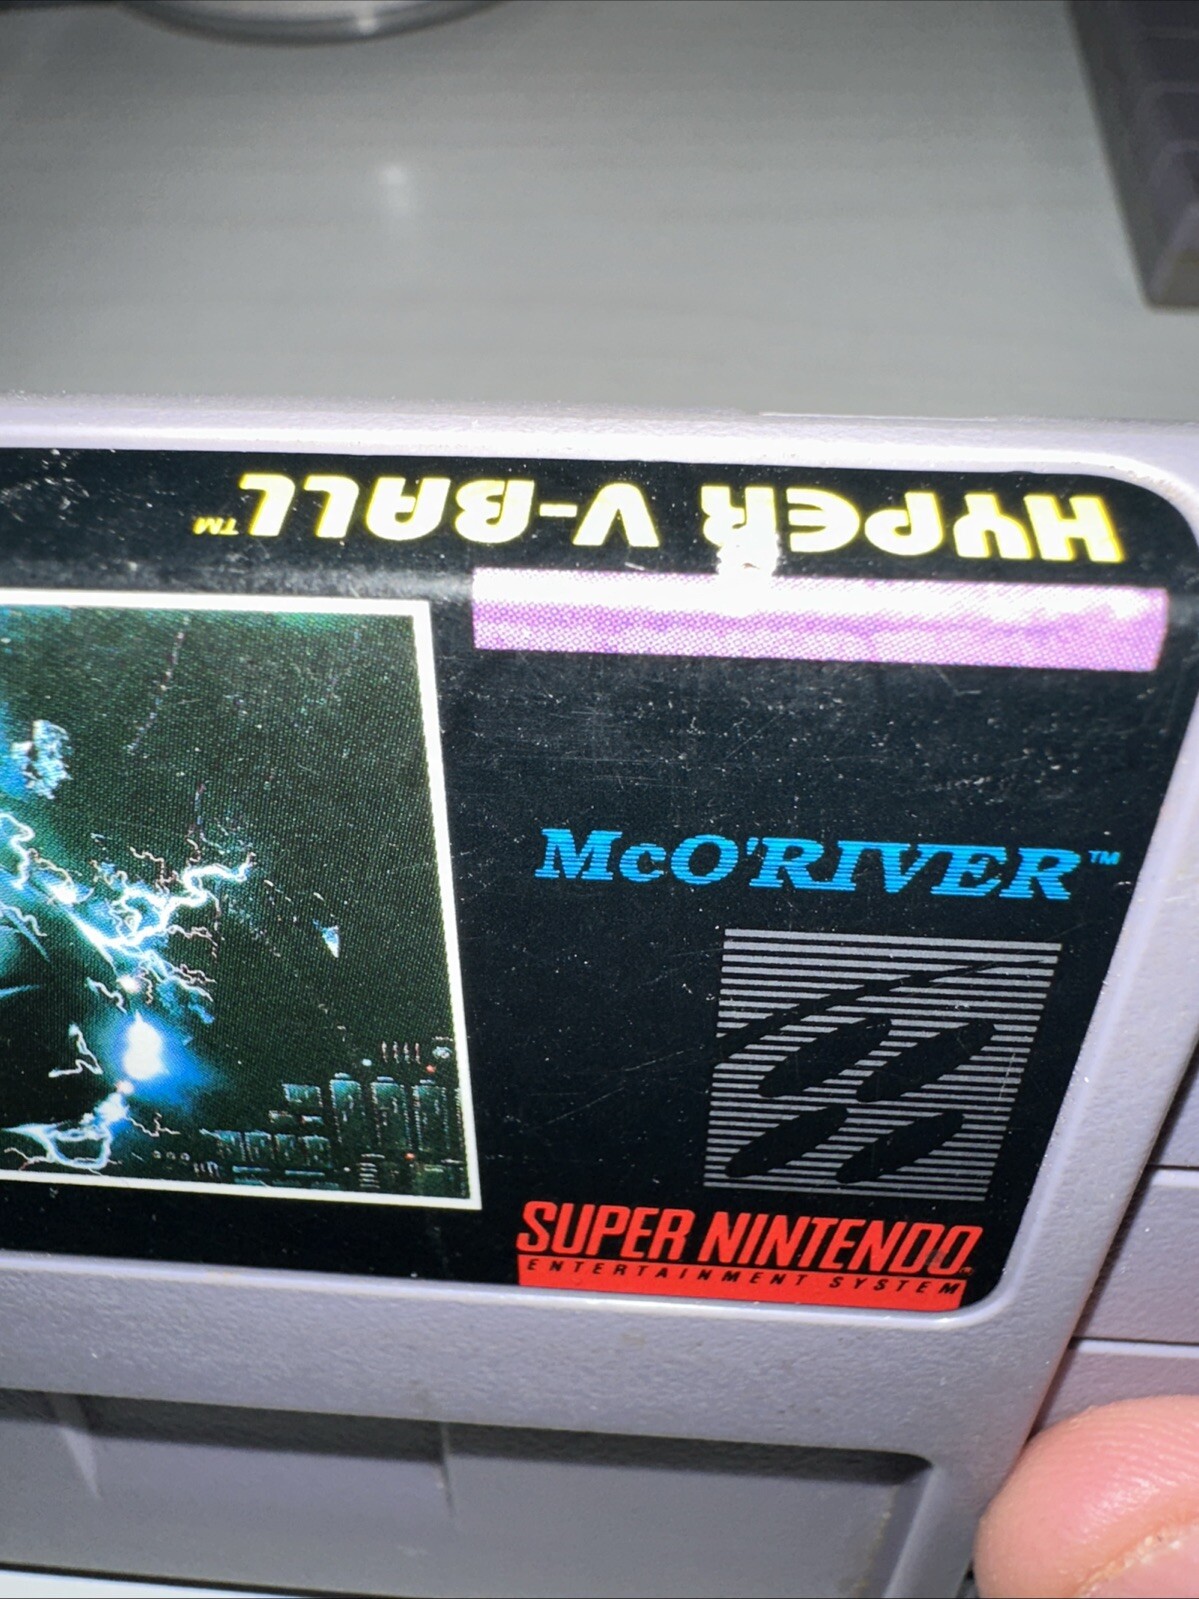 HYPER V-BALL™
McO'RIVER™
SUPER NINTENDO®
ENTERTAINMENT SYSTEM